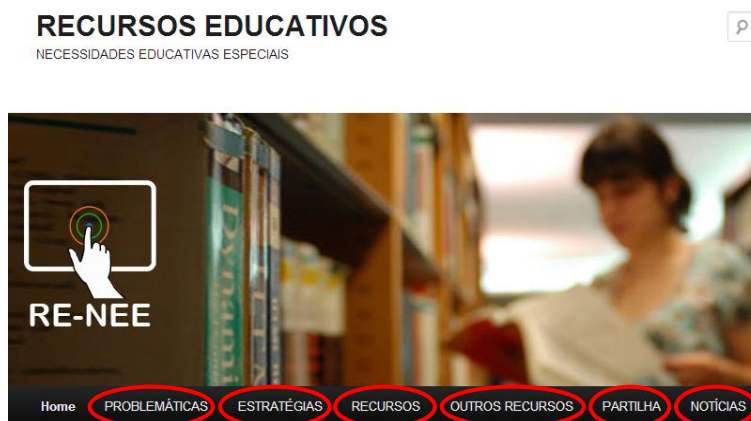 RECURSOS EDUCATIVOS
NECESSIDADES EDUCATIVAS ESPECIAIS
RE-NEE
Home PROBLEMÁTICAS ESTRATÉGIAS RECURSOS OUTROS RECURSOS PARTILHA NOTÍCIAS